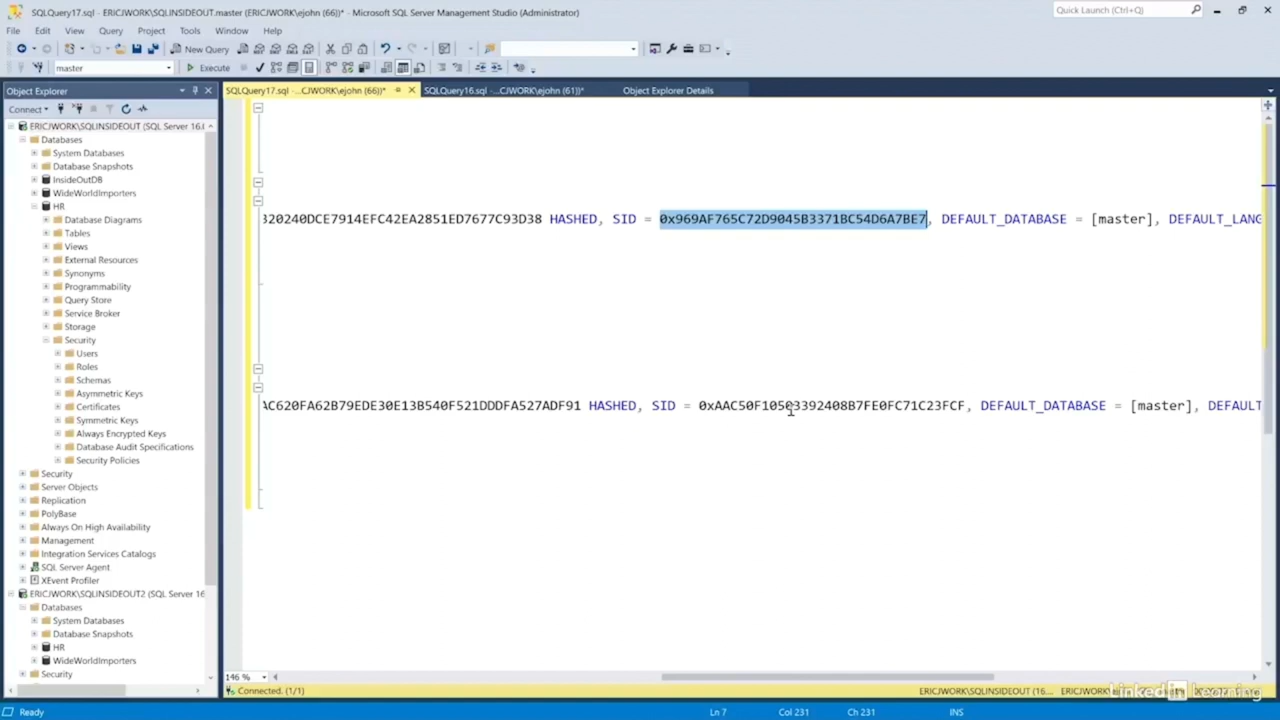 SQLQuery17.sql - ERICJWORK\SQLINSIDEOUT.master (ERICJWORK\ejohn (66))* - Microsoft SQL Server Management Studio (Administrator)
Quick Launch (Ctrl+Q)
File Edit View Query Project Tools Window Help
New Query
master
Execute
Object Explorer
SQLQuery17.sql -...CJWORK\ejohn (66))*
SQLQuery16.sql -...CJWORK\ejohn (61))*
Object Explorer Details
Connect
ERICJWORK\SQLINSIDEOUT (SQL Server 16.(
Databases
System Databases
Database Snapshots
InsideOutDB
WideWorldImporters
HR
Database Diagrams
Tables
Views
External Resources
Synonyms
Programmability
Query Store
Service Broker
Storage
Security
Users
Roles
Schemas
Asymmetric Keys
Certificates
Symmetric Keys
Always Encrypted Keys
Database Audit Specifications
Security Policies
Security
Server Objects
Replication
PolyBase
Always On High Availability
Management
Integration Services Catalogs
SQL Server Agent
XEvent Profiler
ERICJWORK\SQLINSIDEOUT2 (SQL Server 16
Databases
System Databases
Database Snapshots
HR
WideWorldImporters
Security
320240DCE7914EFC42EA2851ED7677C93D38 HASHED, SID = 0x969AF765C72D9045B3371BC54D6A7BE7, DEFAULT_DATABASE = [master], DEFAULT_LANG
AC620FA62B79EDE30E13B540F521DDDFA527ADF91 HASHED, SID = 0xAAC50F10563392408B7FE0FC71C23FCF, DEFAULT_DATABASE = [master], DEFAULT
146 %
Connected. (1/1)
ERICJWORK\SQLINSIDEOUT (16....
LinkedIn Learning
Ready
Ln 7
Col 231
Ch 231
INS